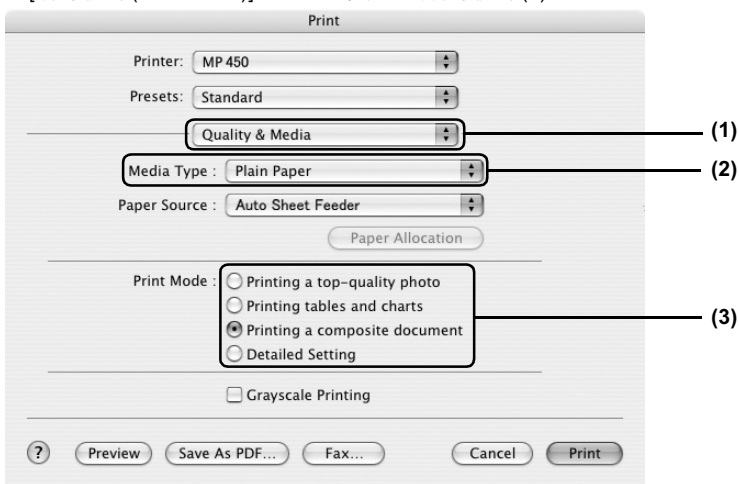 Print
Printer: MP 450
Presets: Standard
Quality & Media (1)
Media Type : Plain Paper (2)
Paper Source : Auto Sheet Feeder
Paper Allocation
Print Mode : Printing a top-quality photo
Printing tables and charts
Printing a composite document (3)
Detailed Setting
Grayscale Printing
? Preview Save As PDF... Fax... Cancel Print